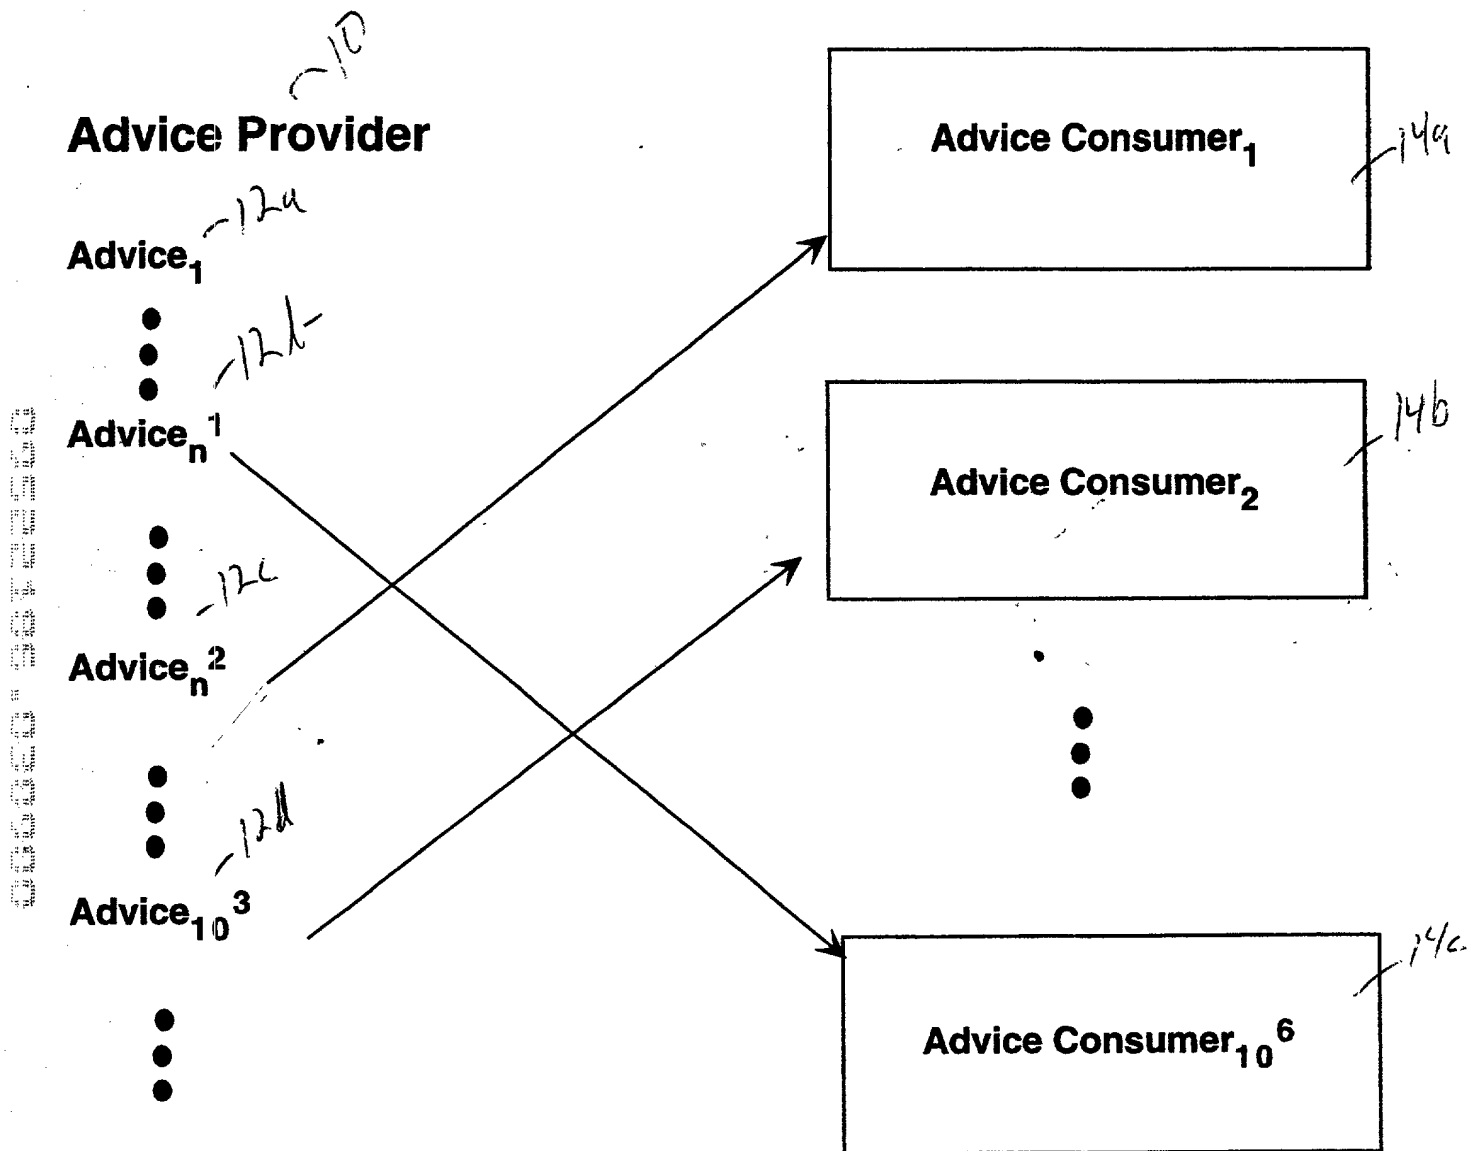 10
Advice Provider
12a
Advice₁
12b
Adviceₙ¹
12c
Adviceₙ²
12d
Advice₁₀³
Advice Consumer₁
14a
Advice Consumer₂
14b
Advice Consumer₁₀⁶
14c